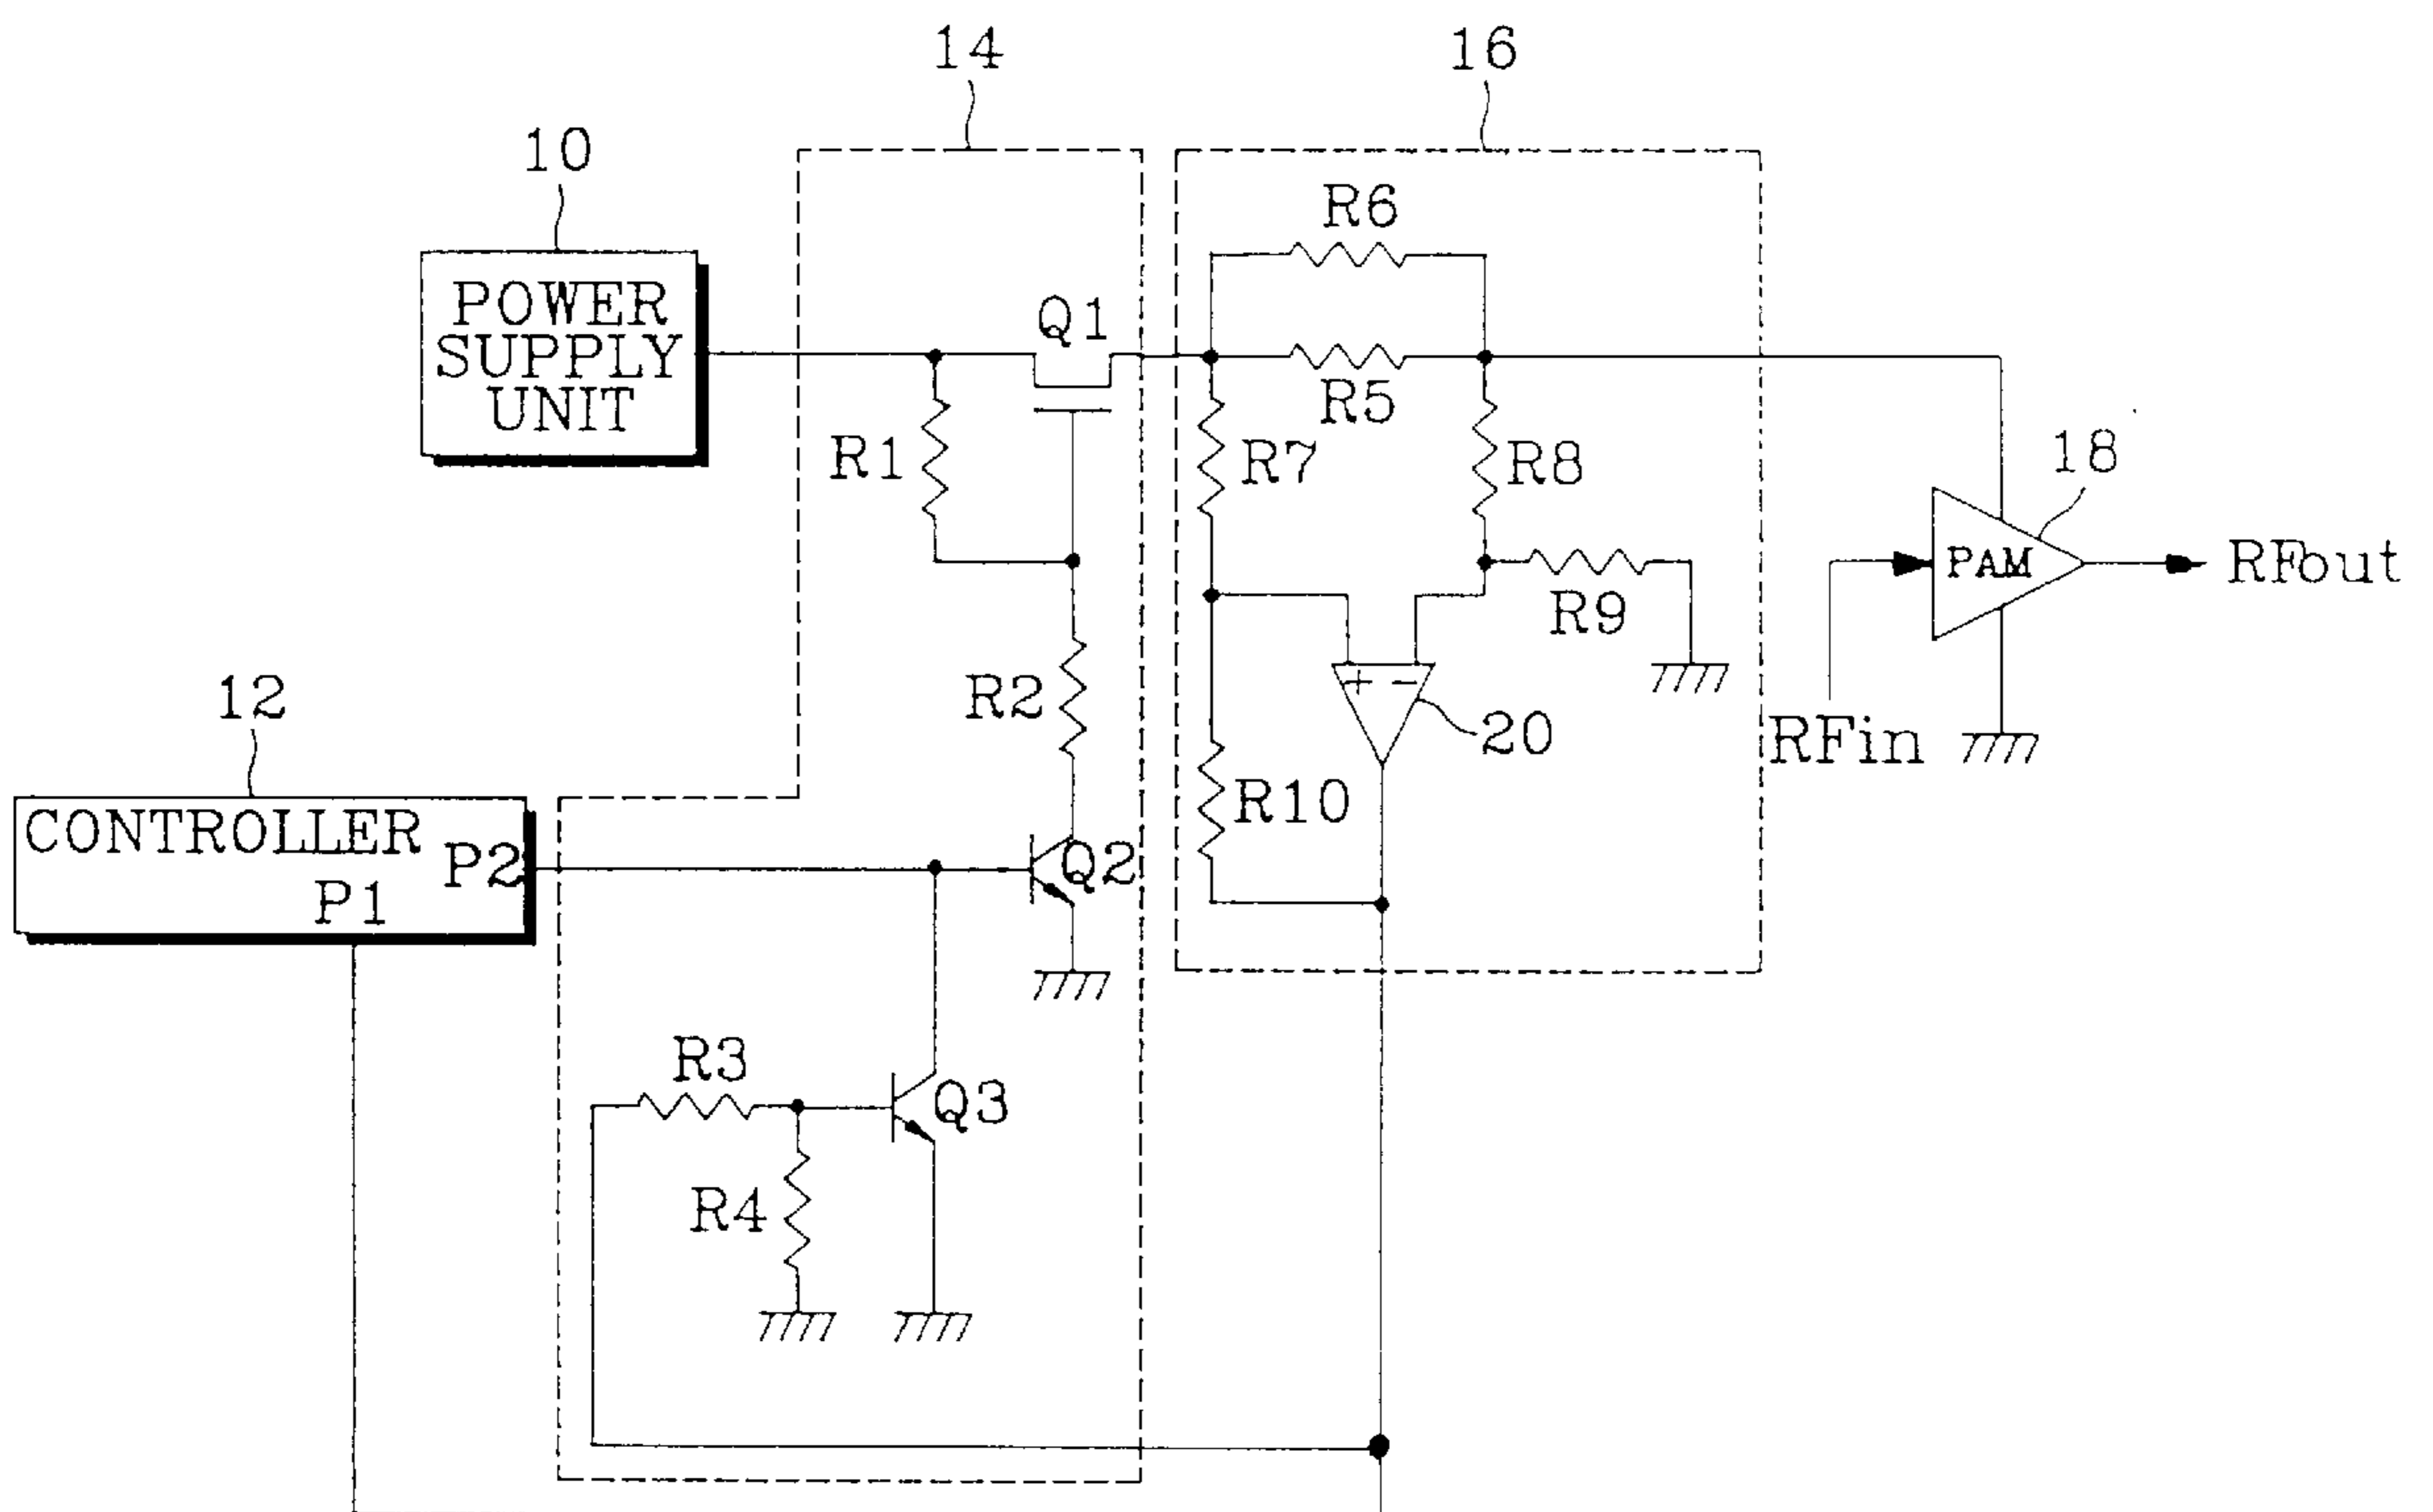 14
16
10
R6
POWER
SUPPLY
UNIT
Q1
R5
R1
R7
R8
18
PAM
RFout
R9
R2
20
RFin
12
CONTROLLER
P2
P1
R10
Q2
R3
Q3
R4
+ −